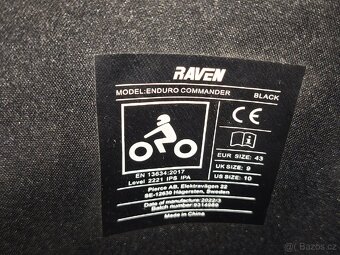 RAVEN
MODEL:ENDURO COMMANDER BLACK
CE
EUR SIZE: 43
UK SIZE: 9
US SIZE: 10
EN 13634:2017
Level 2221 IPS IPA
Pierce AB, Elektravägen 22
SE-12630 Hägersten, Sweden
Date of manufacture: 2022/3
Batch number: 9314989
Made in China
Bazoš.cz